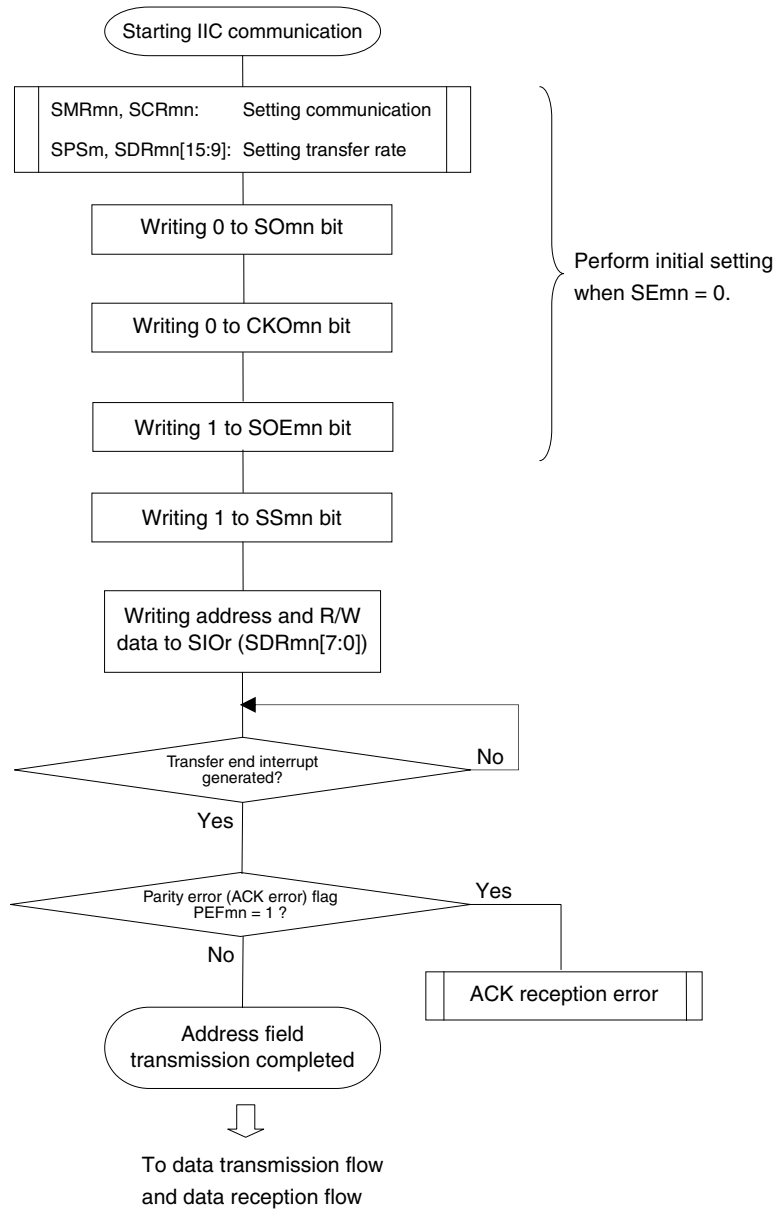 Starting IIC communication
SMRmn, SCRmn: Setting communication
SPSm, SDRmn[15:9]: Setting transfer rate
Writing 0 to SOmn bit
Perform initial setting
when SEmn = 0.
Writing 0 to CKOmn bit
Writing 1 to SOEmn bit
Writing 1 to SSmn bit
Writing address and R/W
data to SIOr (SDRmn[7:0])
Transfer end interrupt
generated?
No
Yes
Parity error (ACK error) flag
PEFmn = 1 ?
Yes
No
ACK reception error
Address field
transmission completed
To data transmission flow
and data reception flow